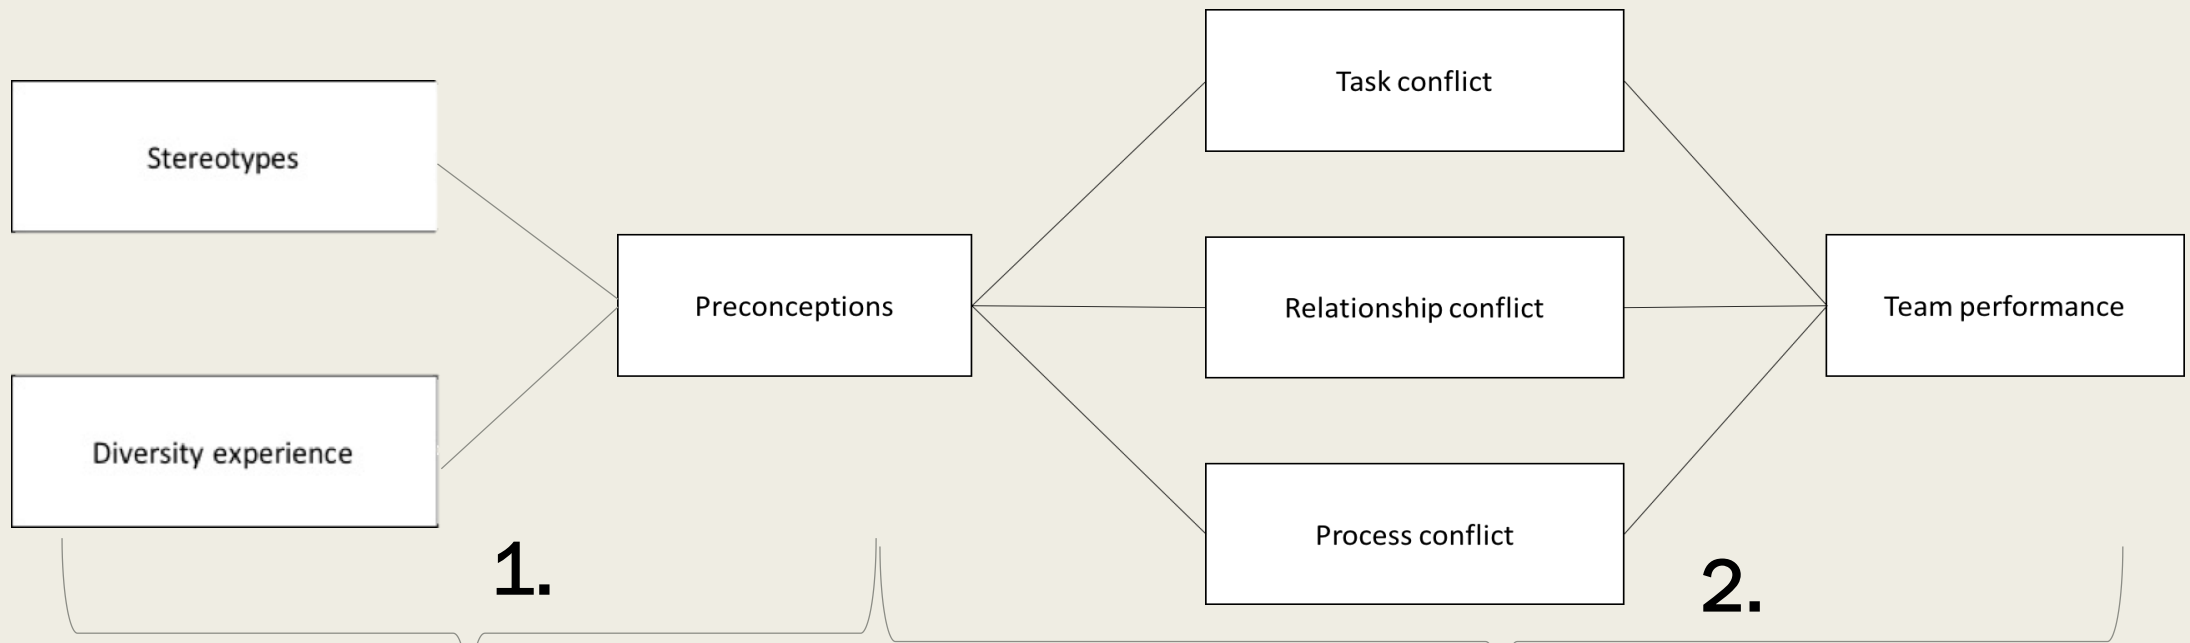 Stereotypes
Diversity experience
1.
Preconceptions
Task conflict
Relationship conflict
Process conflict
2.
Team performance